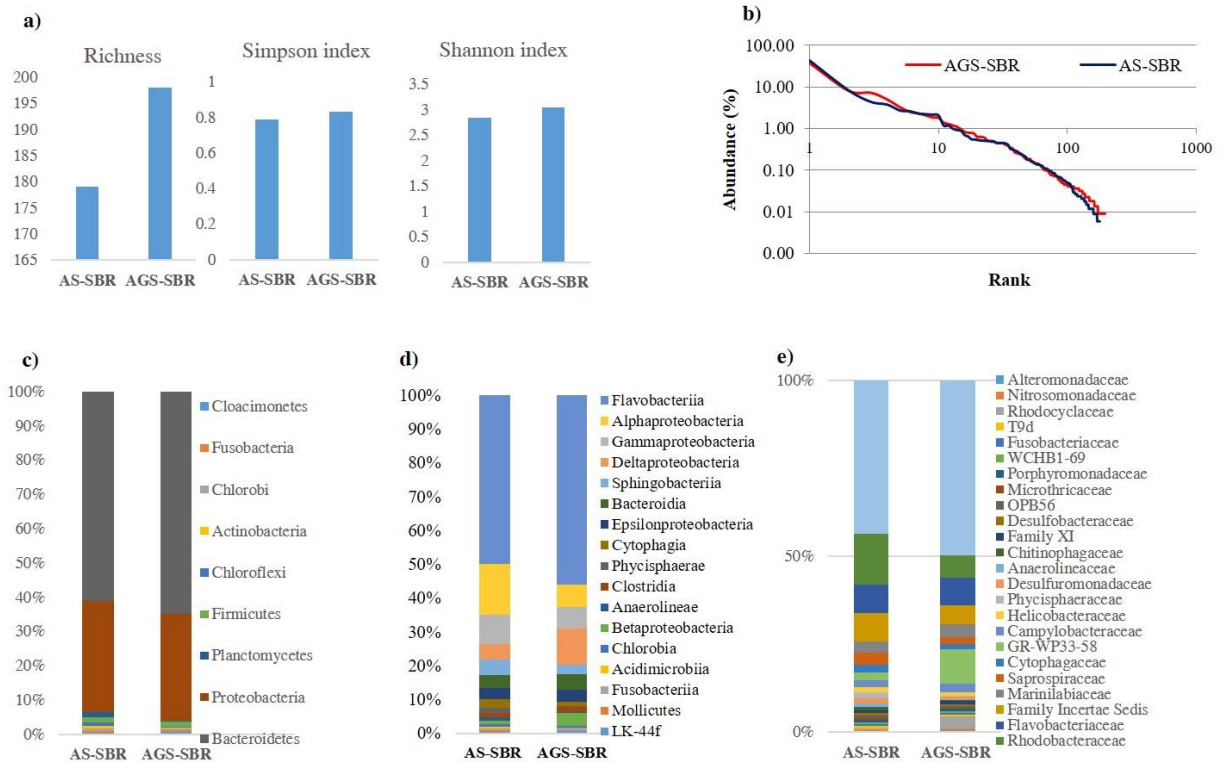 a)
Richness
200
195
190
185
180
175
170
165
AS-SBR AGS-SBR
Simpson index
1
0.8
0.6
0.4
0.2
0
AS-SBR AGS-SBR
Shannon index
3.5
3
2.5
2
1.5
1
0.5
0
AS-SBR AGS-SBR
b)
Abundance (%)
100.00
10.00
1.00
0.10
0.01
0.00
AGS-SBR AS-SBR
1 10 100 1000
Rank
c)
100%
90%
80%
70%
60%
50%
40%
30%
20%
10%
0%
AS-SBR AGS-SBR
Cloacimonetes
Fusobacteria
Chlorobi
Actinobacteria
Chloroflexi
Firmicutes
Planctomycetes
Proteobacteria
Bacteroidetes
d)
100%
90%
80%
70%
60%
50%
40%
30%
20%
10%
0%
AS-SBR AGS-SBR
Flavobacteriia
Alphaproteobacteria
Gammaproteobacteria
Deltaproteobacteria
Sphingobacteriia
Bacteroidia
Epsilonproteobacteria
Cytophagia
Phycisphaerae
Clostridia
Anaerolineae
Betaproteobacteria
Chlorobia
Acidimicrobiia
Fusobacteriia
Mollicutes
LK-44f
e)
100%
50%
0%
AS-SBR AGS-SBR
Alteromonadaceae
Nitrosomonadaceae
Rhodocyclaceae
T9d
Fusobacteriaceae
WCHB1-69
Porphyromonadaceae
Microthricaceae
OPB56
Desulfobacteraceae
Family XI
Chitinophagaceae
Anaerolineaceae
Desulfuromonadaceae
Phycisphaeraceae
Helicobacteraceae
Campylobacteraceae
GR-WP33-58
Cytophagaceae
Saprospiraceae
Marinilabiaceae
Family Incertae Sedis
Flavobacteriaceae
Rhodobacteraceae